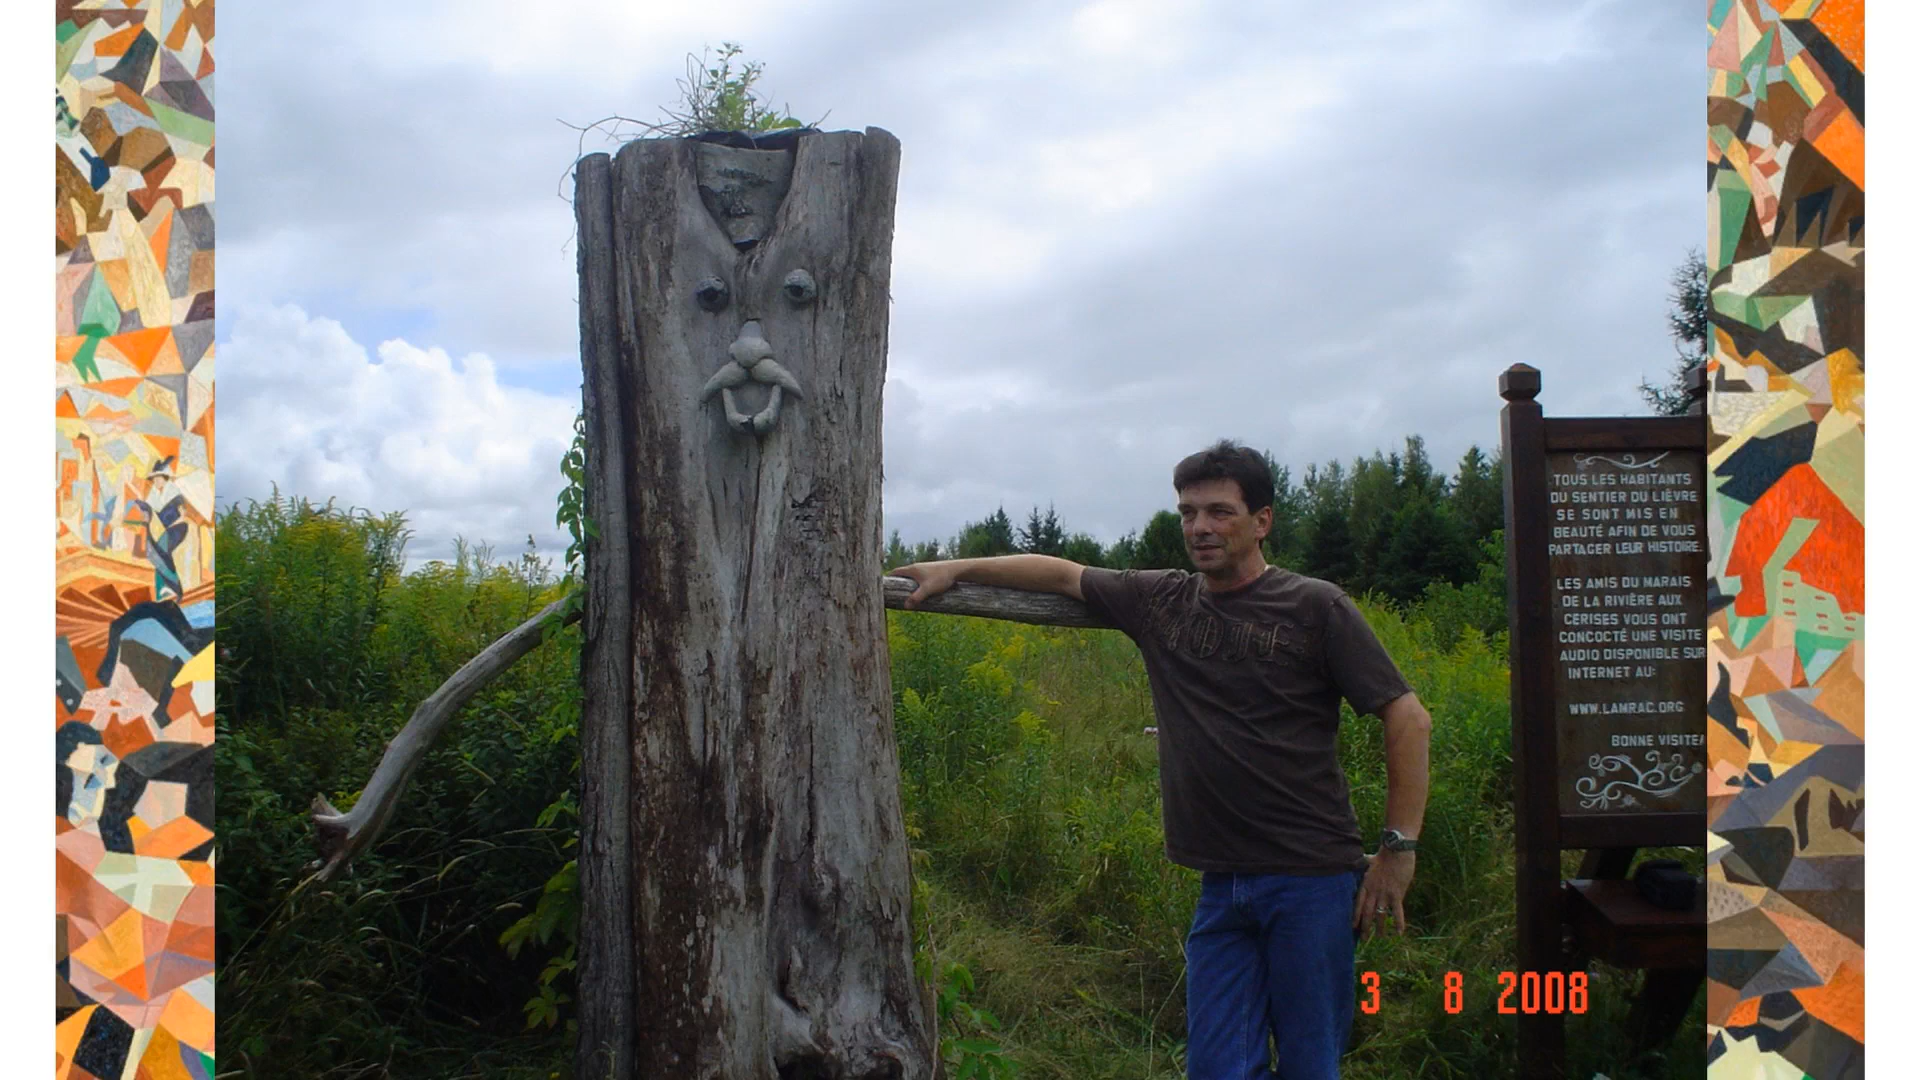 TOUS LES HABITANTS
DU SENTIER DU LIÈVRE
SE SONT MIS EN
BEAUTÉ AFIN DE VOUS
PARTAGER LEUR HISTOIRE.
LES AMIS DU MARAIS
DE LA RIVIÈRE AUX
CERISES VOUS ONT
CONCOCTÉ UNE VISITE
AUDIO DISPONIBLE SUR
INTERNET AU:
WWW.LAMRAC.ORG
BONNE VISITE!
3 8 2008